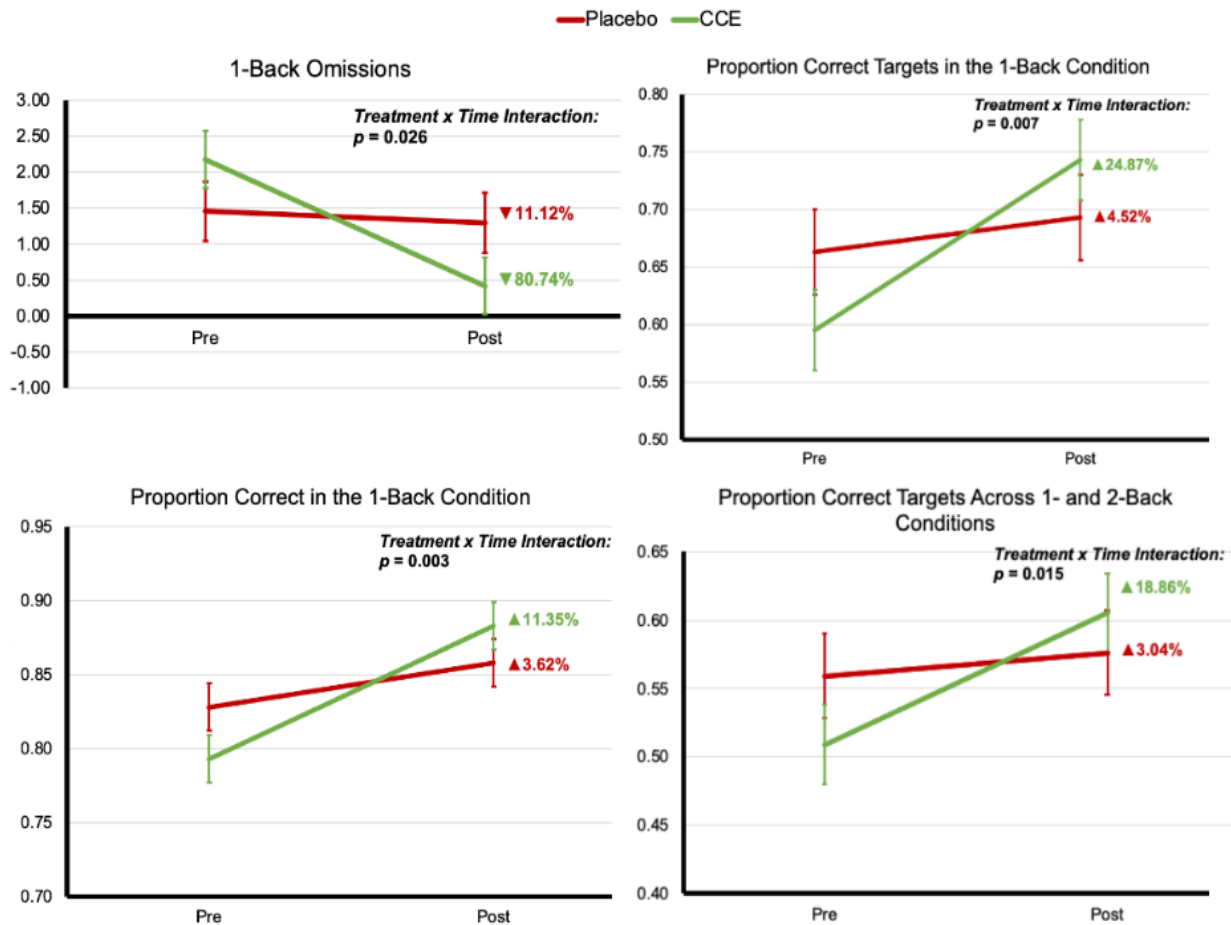 Placebo CCE
1-Back Omissions
3.00
2.50
2.00
1.50
1.00
0.50
0.00
-0.50
-1.00
Treatment x Time Interaction:
p = 0.026
▼11.12%
▼80.74%
Pre Post
Proportion Correct Targets in the 1-Back Condition
0.80
0.75
0.70
0.65
0.60
0.55
0.50
Treatment x Time Interaction:
p = 0.007
▲24.87%
▲4.52%
Pre Post
Proportion Correct in the 1-Back Condition
0.95
0.90
0.85
0.80
0.75
0.70
Treatment x Time Interaction:
p = 0.003
▲11.35%
▲3.62%
Pre Post
Proportion Correct Targets Across 1- and 2-Back
Conditions
0.65
0.60
0.55
0.50
0.45
0.40
Treatment x Time Interaction:
p = 0.015
▲18.86%
▲3.04%
Pre Post